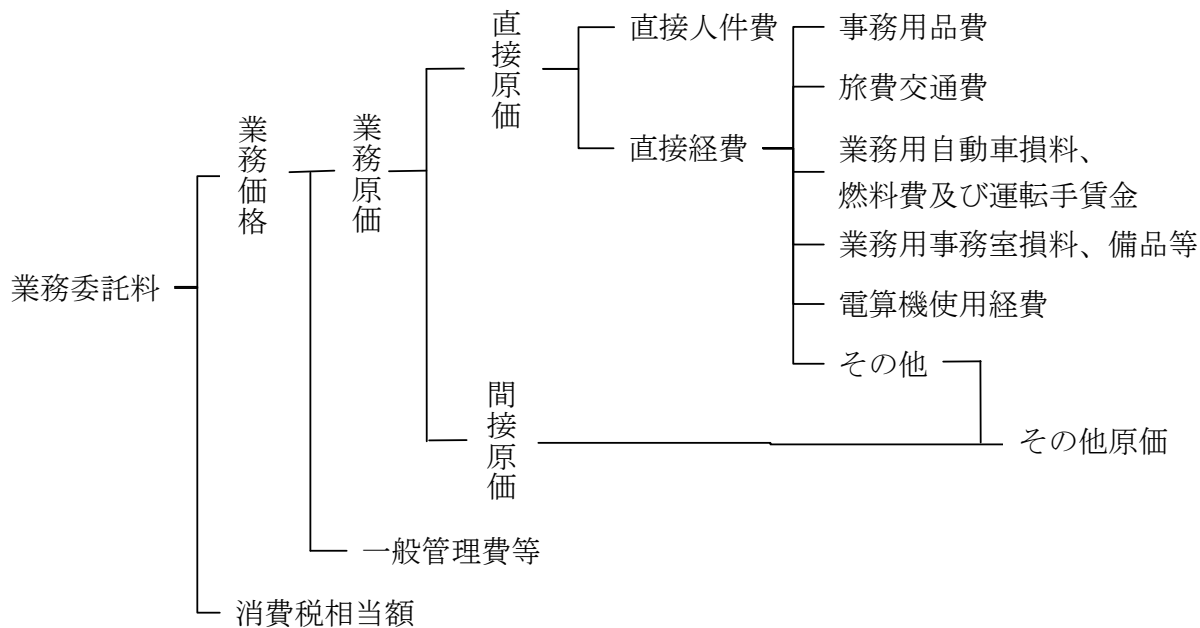 業務委託料
業務価格
消費税相当額
業務原価
一般管理費等
直接原価
間接原価
直接人件費
直接経費
事務用品費
旅費交通費
業務用自動車損料、
燃料費及び運転手賃金
業務用事務室損料、備品等
電算機使用経費
その他
その他原価